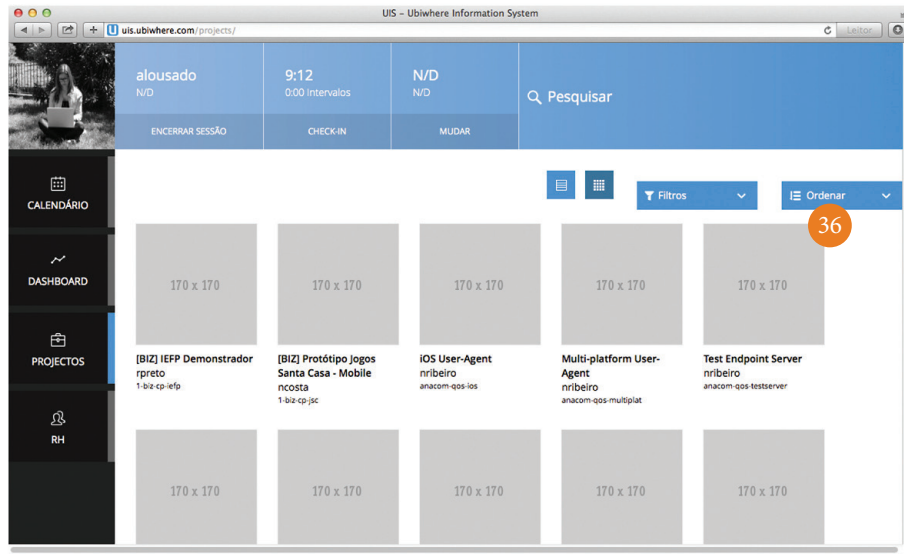 UIS – Ubiwhere Information System
uis.ubiwhere.com/projects/
Leitor
alousado
N/D
ENCERRAR SESSÃO
9:12
0:00 Intervalos
CHECK-IN
N/D
N/D
MUDAR
Pesquisar
CALENDÁRIO
DASHBOARD
PROJECTOS
RH
Filtros
Ordenar
36
170 x 170
170 x 170
170 x 170
170 x 170
170 x 170
[BIZ] IEFP Demonstrador
rpreto
1-biz-cp-iefp
[BIZ] Protótipo Jogos
Santa Casa - Mobile
ncosta
1-biz-cp-jsc
iOS User-Agent
nribeiro
anacom-qos-ios
Multi-platform User-
Agent
nribeiro
anacom-qos-multiplat
Test Endpoint Server
nribeiro
anacom-qos-testserver
170 x 170
170 x 170
170 x 170
170 x 170
170 x 170